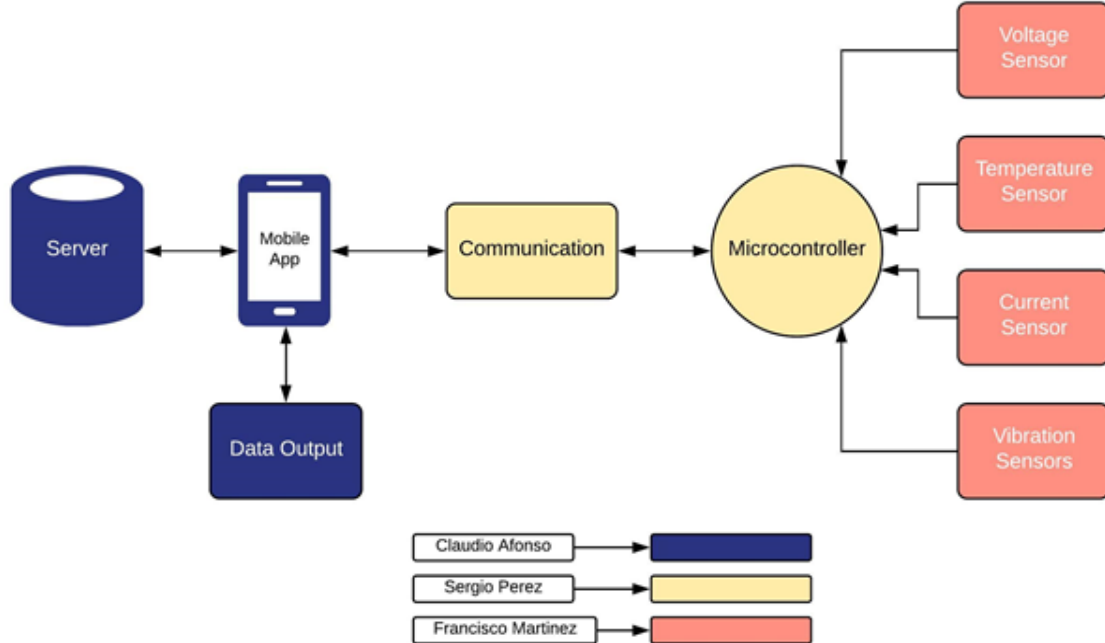 Voltage
Sensor
Temperature
Sensor
Server
Mobile
App
Communication
Microcontroller
Current
Sensor
Data Output
Vibration
Sensors
Claudio Afonso
Sergio Perez
Francisco Martinez